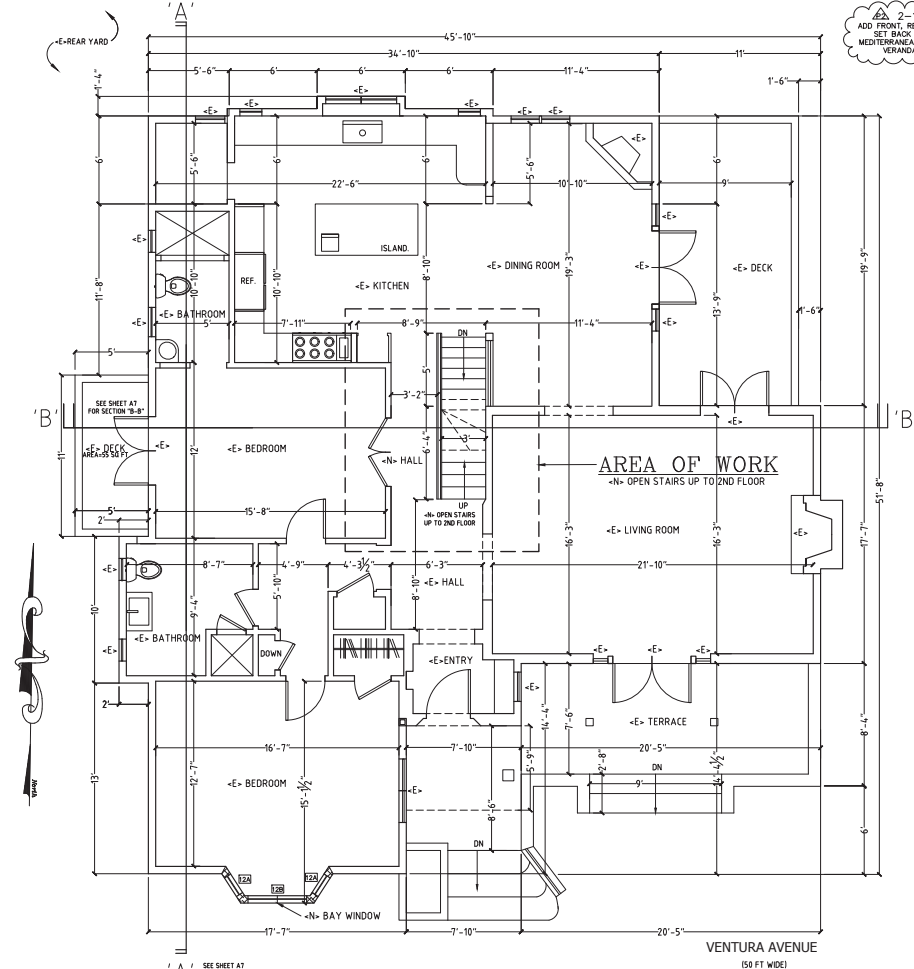 'A'
2-
ADD FRONT, RE
SET BACK
MEDITERRANEA
VERAND
<E>REAR YARD
45'-10"
34'-10"
11'
5'-6"
6'
6'
6'
11'-4"
1'-6"
1'-4"
<E>
<E>
<E>
<E>
<E>
<E>
<E>
6'
5'-6"
6'
6'
5'-6"
6'
22'-6"
10'-10"
9'
<E>
ISLAND.
<E> DINING ROOM
<E>
<E> DECK
19'-3"
19'-9"
8'-10"
11'-8"
10'-10"
10'-10"
REF.
<E> KITCHEN
13'-9"
<E>
<E> BATHROOM
<E>
<E>
1'-6"
5'
7'-11"
8'-9"
11'-4"
DN
5'
5'
3'-2"
SEE SHEET A7
FOR SECTION "B-B"
'B'
'B'
<E>
6'-4"
3'
<E> DECK
AREA=55 SQ FT
<E>
12'
<E> BEDROOM
<N> HALL
AREA OF WORK
<N> OPEN STAIRS UP TO 2ND FLOOR
11'
51'-8"
UP
<N> OPEN STAIRS
UP TO 2ND FLOOR
5'
15'-8"
2'
<E> LIVING ROOM
<E>
16'-3"
16'-3"
17'-7"
<E>
8'-7"
4'-9"
4'-3 1/2"
6'-3"
21'-10"
5'-10"
8'-10"
<E> HALL
9'-4"
10'
<E> BATHROOM
<E>
DOWN
<E>ENTRY
<E>
<E>
<E>
<E>
2'
14'-4"
7'-6"
<E> TERRACE
8'-4"
16'-7"
7'-10"
20'-5"
5'-9"
2'-8"
DN
4'-4 1/2"
9'
North
13'
12'-7"
<E> BEDROOM
15'-1 1/2"
<E>
8'-6"
6'
DN
12A
12B
12A
<N> BAY WINDOW
17'-7"
7'-10"
20'-5"
VENTURA AVENUE
(50 FT WIDE)
'A'
SEE SHEET A7